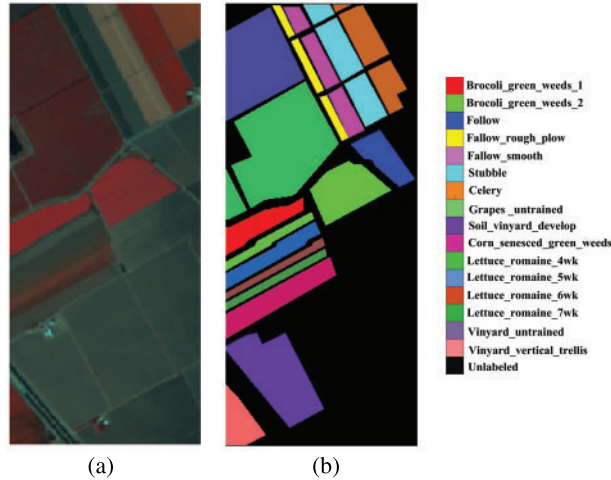 Brocoli_green_weeds_1
Brocoli_green_weeds_2
Follow
Fallow_rough_plow
Fallow_smooth
Stubble
Celery
Grapes _untrained
Soil_vinyard_develop
Corn_senesced_green_weeds
Lettuce_romaine_4wk
Lettuce_romaine_5wk
Lettuce_romaine_6wk
Lettuce_romaine_7wk
Vinyard_untrained
Vinyard_vertical_trellis
Unlabeled
(a)
(b)